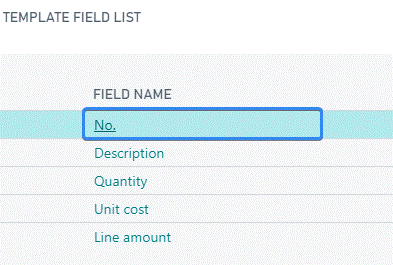 TEMPLATE FIELD LIST
FIELD NAME
No.
Description
Quantity
Unit cost
Line amount